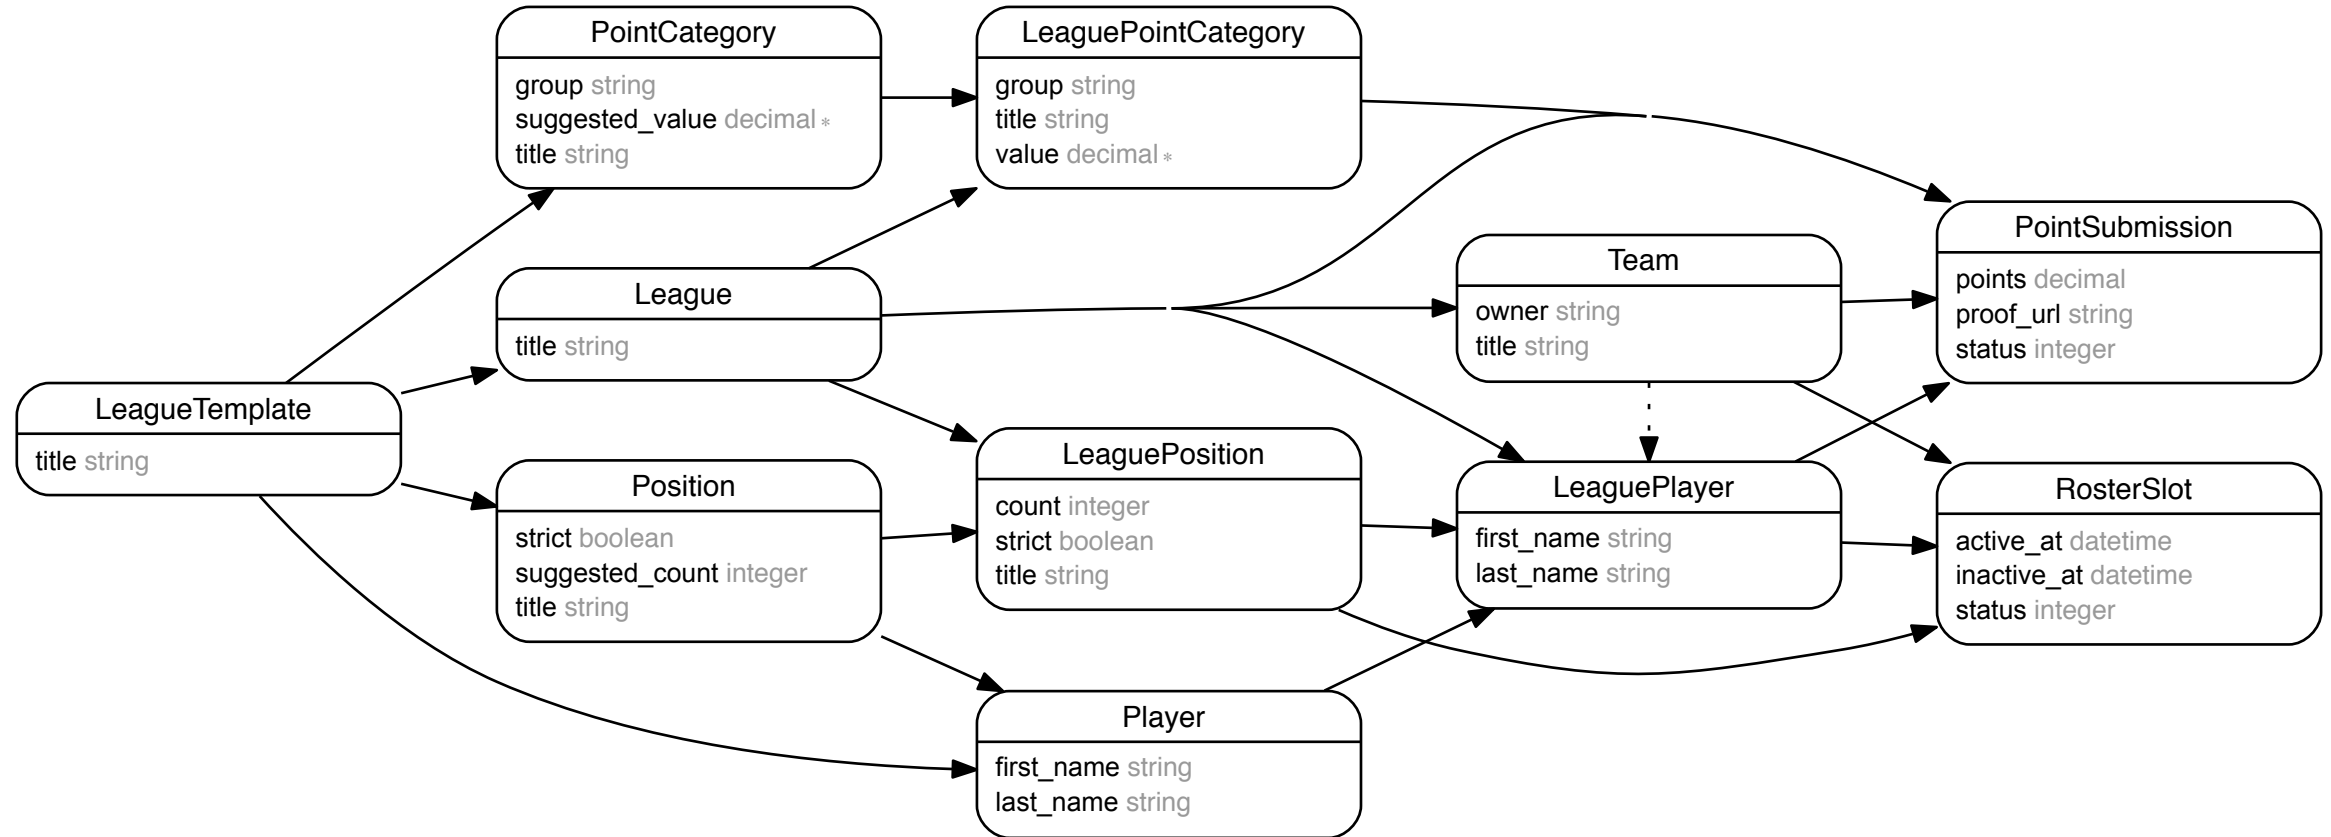 PointCategory
group string
suggested_value decimal∗
title string
LeaguePointCategory
group string
title string
value decimal∗
League
title string
Team
owner string
title string
PointSubmission
points decimal
proof_url string
status integer
LeagueTemplate
title string
Position
strict boolean
suggested_count integer
title string
LeaguePosition
count integer
strict boolean
title string
LeaguePlayer
first_name string
last_name string
RosterSlot
active_at datetime
inactive_at datetime
status integer
Player
first_name string
last_name string